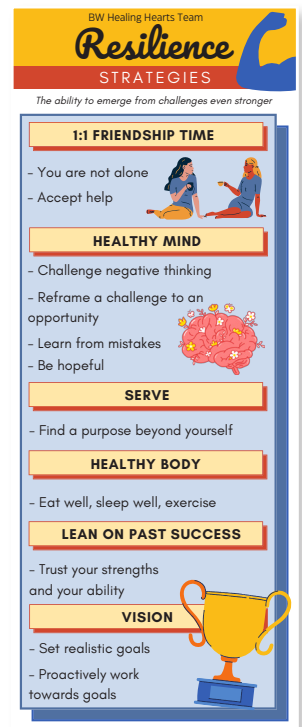 BW Healing Hearts Team
Resilience
STRATEGIES
The ability to emerge from challenges even stronger
1:1 FRIENDSHIP TIME
- You are not alone
- Accept help
HEALTHY MIND
- Challenge negative thinking
- Reframe a challenge to an
opportunity
- Learn from mistakes
- Be hopeful
SERVE
- Find a purpose beyond yourself
HEALTHY BODY
- Eat well, sleep well, exercise
LEAN ON PAST SUCCESS
- Trust your strengths
and your ability
VISION
- Set realistic goals
- Proactively work
towards goals